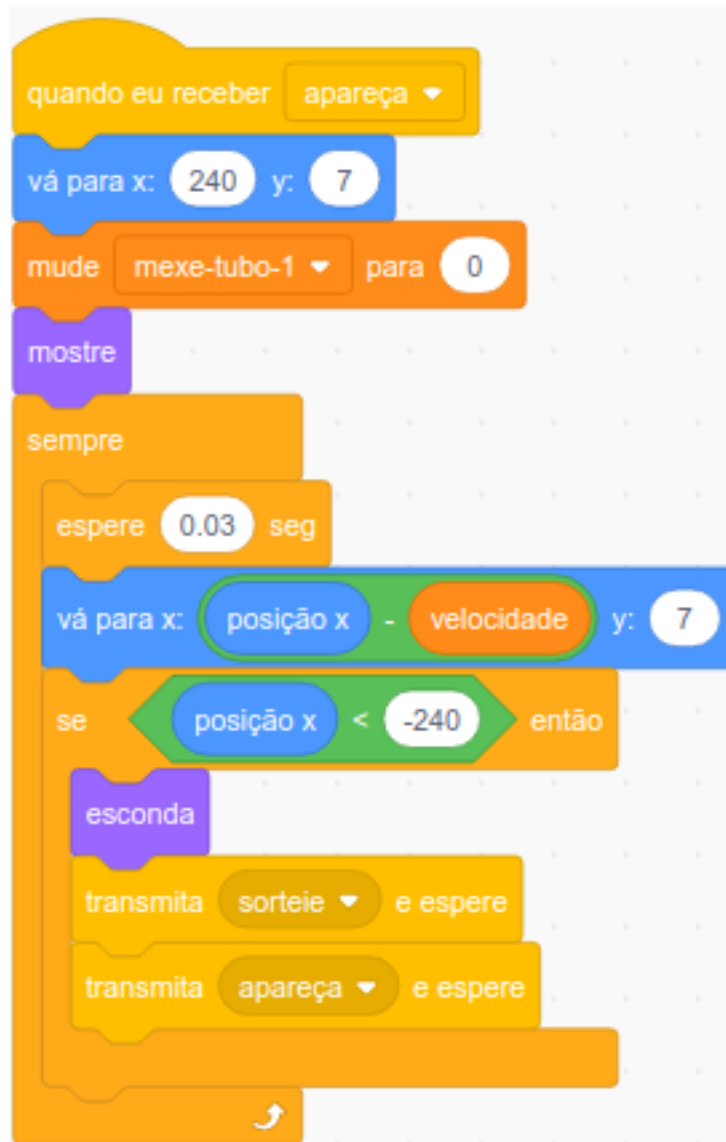 quando eu receber apareça
vá para x: 240 y: 7
mude mexe-tubo-1 para 0
mostre
sempre
espere 0.03 seg
vá para x: posição x - velocidade y: 7
se posição x < -240 então
esconda
transmita sorteie e espere
transmita apareça e espere